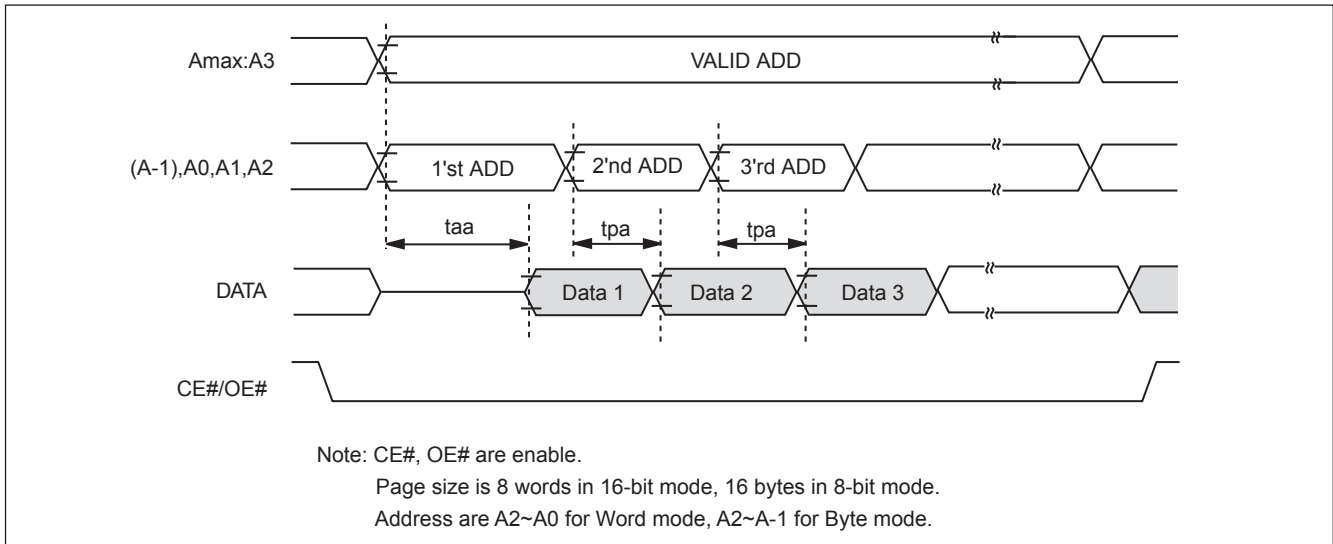 Amax:A3
VALID ADD
(A-1),A0,A1,A2
1'st ADD
2'nd ADD
3'rd ADD
taa
tpa
tpa
DATA
Data 1
Data 2
Data 3
CE#/OE#
Note: CE#, OE# are enable.
Page size is 8 words in 16-bit mode, 16 bytes in 8-bit mode.
Address are A2~A0 for Word mode, A2~A-1 for Byte mode.